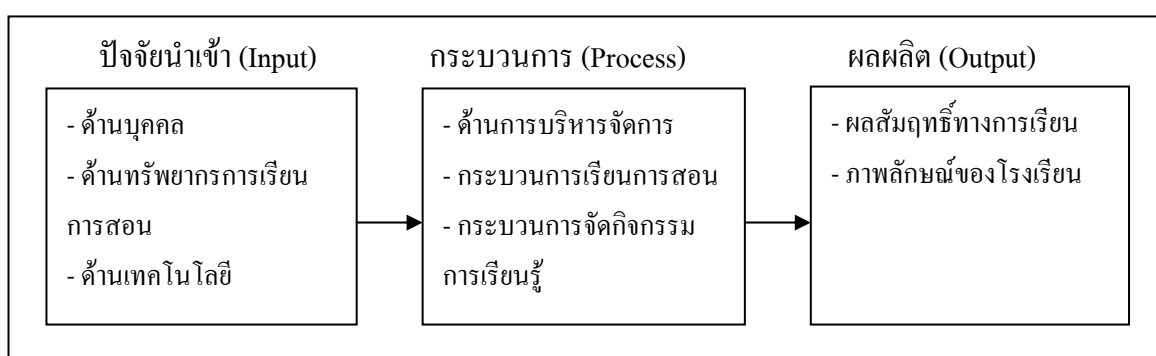 ปัจจัยนำเข้า (Input)
- ด้านบุคคล
- ด้านทรัพยากรการเรียน
การสอน
- ด้านเทคโนโลยี
กระบวนการ (Process)
- ด้านการบริหารจัดการ
- กระบวนการเรียนการสอน
- กระบวนการจัดกิจกรรม
การเรียนรู้
ผลผลิต (Output)
- ผลสัมฤทธิ์ทางการเรียน
- ภาพลักษณ์ของโรงเรียน